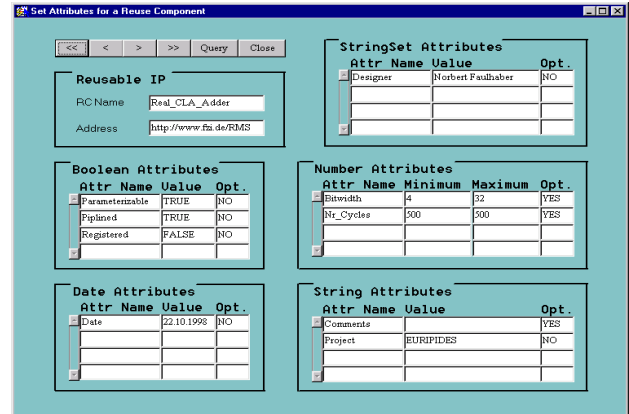 Set Attributes for a Reuse Component
<< < > >> Query Close
Reusable IP
RC Name Real_CLA_Adder
Address http://www.fzi.de/RMS
StringSet Attributes
Attr Name Value Opt.
Designer Norbert Faulhaber NO
Boolean Attributes
Attr Name Value Opt.
Parameterizable TRUE NO
Piplined TRUE NO
Registered FALSE NO
Number Attributes
Attr Name Minimum Maximum Opt.
Bitwidth 4 32 YES
Nr_Cycles 500 500 YES
Date Attributes
Attr Name Value Opt.
Date 22.10.1998 NO
String Attributes
Attr Name Value Opt.
Comments YES
Project EURIPIDES NO